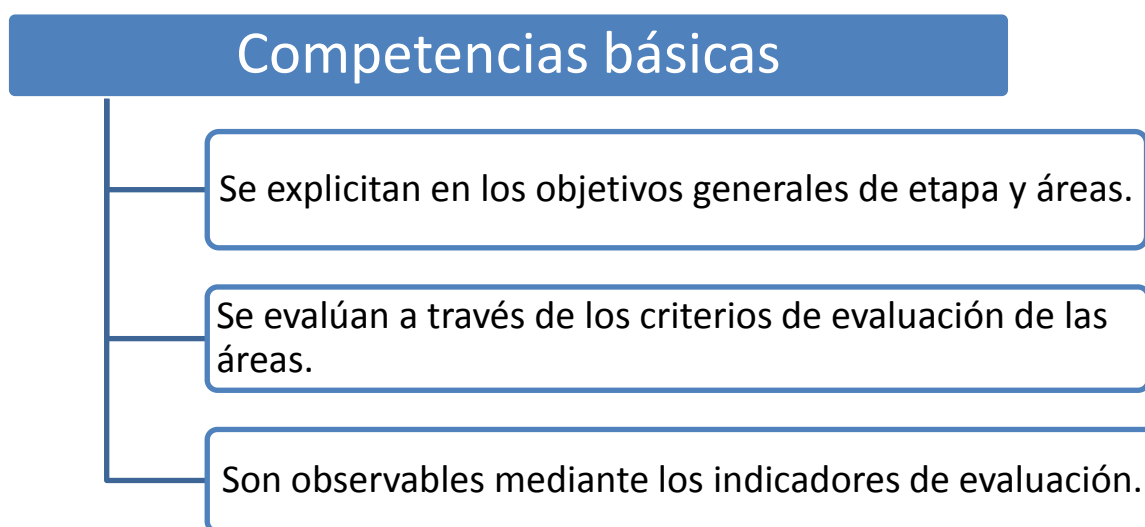 Competencias básicas
Se explicitan en los objetivos generales de etapa y áreas.
Se evalúan a través de los criterios de evaluación de las
áreas.
Son observables mediante los indicadores de evaluación.